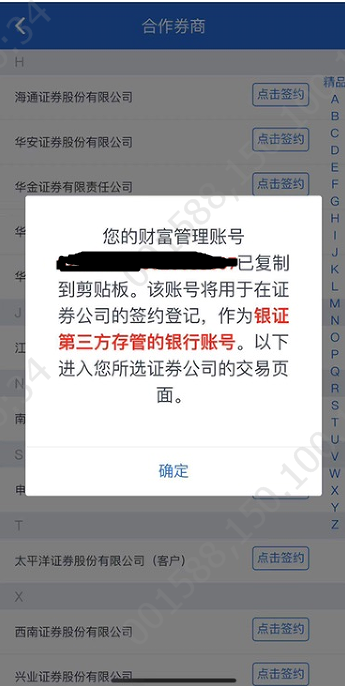 合作券商
H
海通证券股份有限公司
点击签约
华安证券股份有限公司
点击签约
华金证券有限责任公司
点击签约
您的财富管理账号
已复制
到剪贴板。该账号将用于在证
券公司的签约登记，作为银证
第三方存管的银行账号。以下
进入您所选证券公司的交易页
面。
确定
华
华
J
江
N
南
S
申
T
太平洋证券股份有限公司（客户）
点击签约
X
西南证券股份有限公司
点击签约
兴业证券股份有限公司
点击签约
精品
A
B
C
D
E
F
G
H
I
J
K
L
M
N
O
P
Q
R
S
T
U
V
W
X
Y
Z